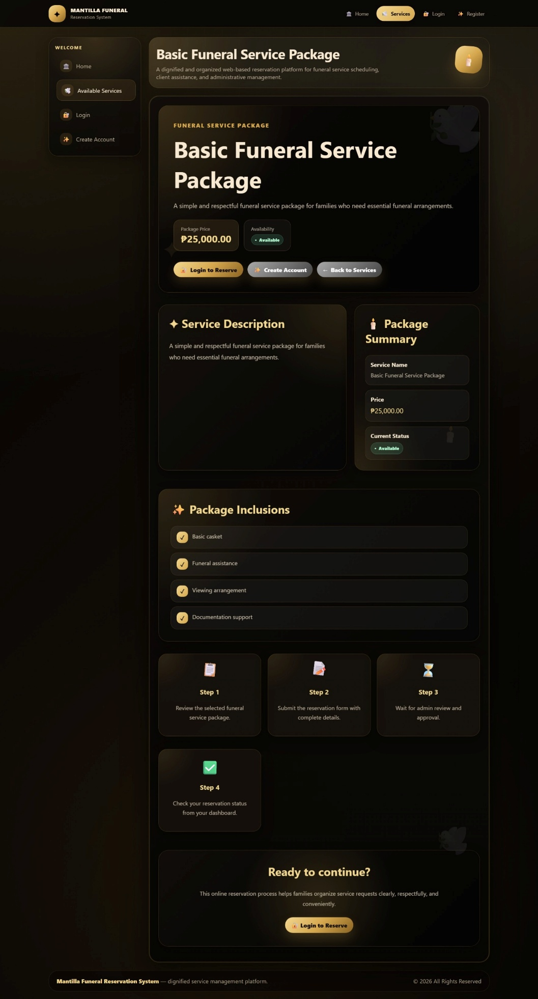 MANTILLA FUNERAL
Reservation System
Home
Services
Login
Register
WELCOME
Home
Available Services
Login
Create Account
Basic Funeral Service Package
A dignified and organized web-based reservation platform for funeral service scheduling,
client assistance, and administrative management.
FUNERAL SERVICE PACKAGE
Basic Funeral Service
Package
A simple and respectful funeral service package for families who need essential funeral arrangements.
Package Price
₱25,000.00
Availability
• Available
Login to Reserve
Create Account
← Back to Services
✦ Service Description
A simple and respectful funeral service package for families
who need essential funeral arrangements.
Package
Summary
Service Name
Basic Funeral Service Package
Price
₱25,000.00
Current Status
• Available
Package Inclusions
✓ Basic casket
✓ Funeral assistance
✓ Viewing arrangement
✓ Documentation support
Step 1
Review the selected funeral
service package.
Step 2
Submit the reservation form with
complete details.
Step 3
Wait for admin review and
approval.
Step 4
Check your reservation status
from your dashboard.
Ready to continue?
This online reservation process helps families organize service requests clearly, respectfully, and
conveniently.
Login to Reserve
Mantilla Funeral Reservation System — dignified service management platform.
© 2026 All Rights Reserved